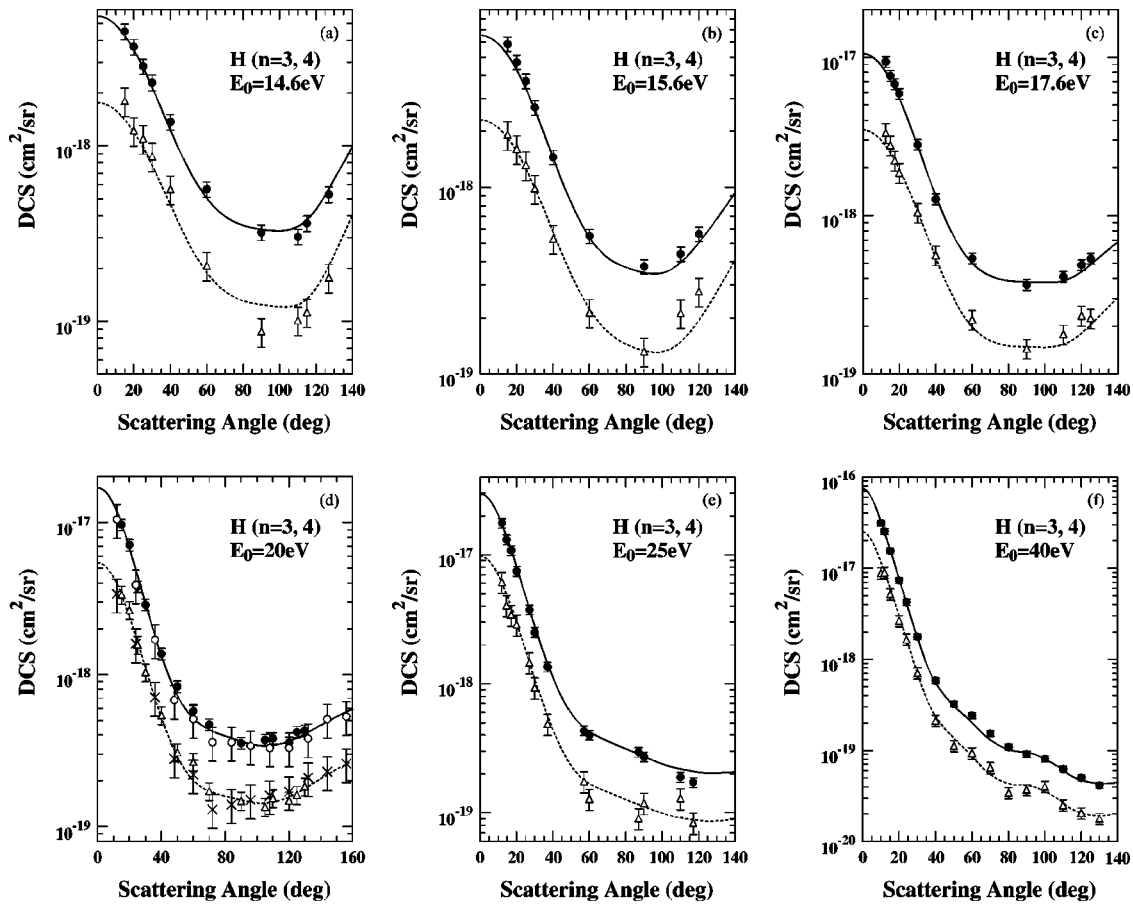 (a)
H (n=3, 4)
E₀=14.6eV
DCS (cm²/sr)
10⁻¹⁸
10⁻¹⁹
0 20 40 60 80 100 120 140
Scattering Angle (deg)
(b)
H (n=3, 4)
E₀=15.6eV
DCS (cm²/sr)
10⁻¹⁸
10⁻¹⁹
0 20 40 60 80 100 120 140
Scattering Angle (deg)
(c)
H (n=3, 4)
E₀=17.6eV
DCS (cm²/sr)
10⁻¹⁷
10⁻¹⁸
10⁻¹⁹
0 20 40 60 80 100 120 140
Scattering Angle (deg)
(d)
H (n=3, 4)
E₀=20eV
DCS (cm²/sr)
10⁻¹⁷
10⁻¹⁸
10⁻¹⁹
0 40 80 120 160
Scattering Angle (deg)
(e)
H (n=3, 4)
E₀=25eV
DCS (cm²/sr)
10⁻¹⁷
10⁻¹⁸
10⁻¹⁹
0 20 40 60 80 100 120 140
Scattering Angle (deg)
(f)
H (n=3, 4)
E₀=40eV
DCS (cm²/sr)
10⁻¹⁶
10⁻¹⁷
10⁻¹⁸
10⁻¹⁹
10⁻²⁰
0 20 40 60 80 100 120 140
Scattering Angle (deg)